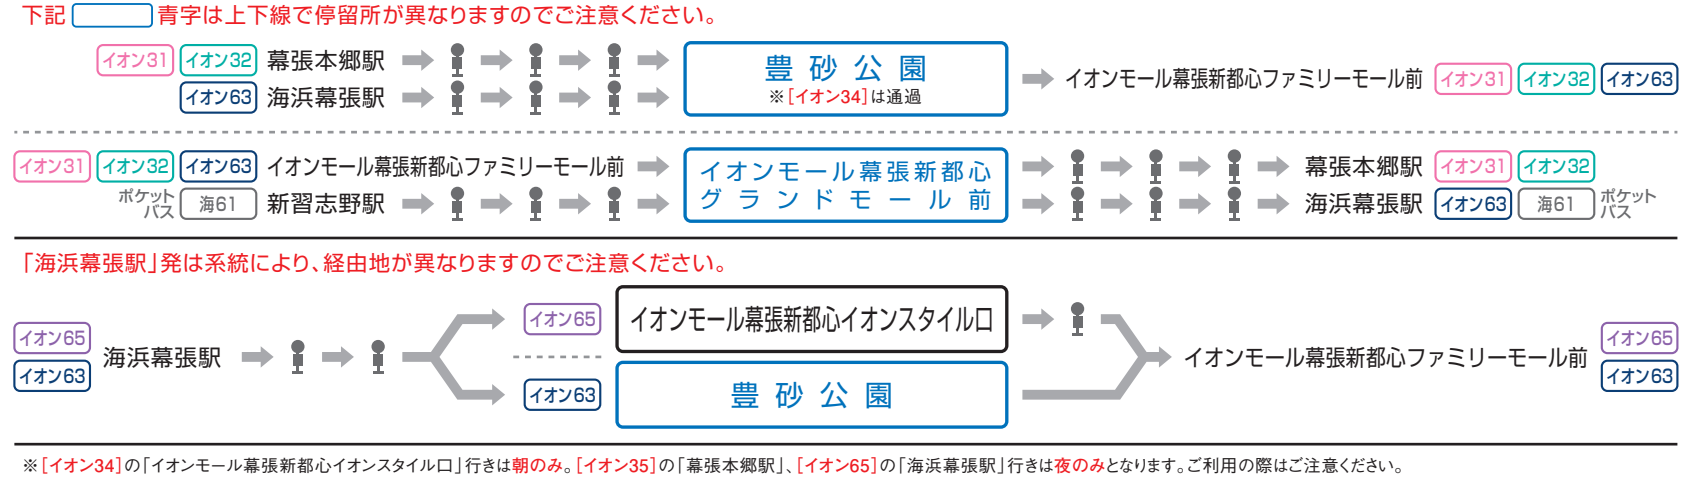 下記　　　青字は上下線で停留所が異なりますのでご注意ください。
イオン31 イオン32 幕張本郷駅
イオン63 海浜幕張駅
豊砂公園
※［イオン34］は通過
イオンモール幕張新都心ファミリーモール前 イオン31 イオン32 イオン63
イオン31 イオン32 イオン63 イオンモール幕張新都心ファミリーモール前
ポケットバス 海61 新習志野駅
イオンモール幕張新都心
グランドモール前
幕張本郷駅 イオン31 イオン32
海浜幕張駅 イオン63 海61 ポケットバス
「海浜幕張駅」発は系統により、経由地が異なりますのでご注意ください。
イオン65
イオン63
海浜幕張駅
イオン65 イオンモール幕張新都心イオンスタイル口
イオン63 豊砂公園
イオンモール幕張新都心ファミリーモール前
イオン65
イオン63
※［イオン34］の「イオンモール幕張新都心イオンスタイル口」行きは朝のみ。［イオン35］の「幕張本郷駅」、［イオン65］の「海浜幕張駅」行きは夜のみとなります。ご利用の際はご注意ください。